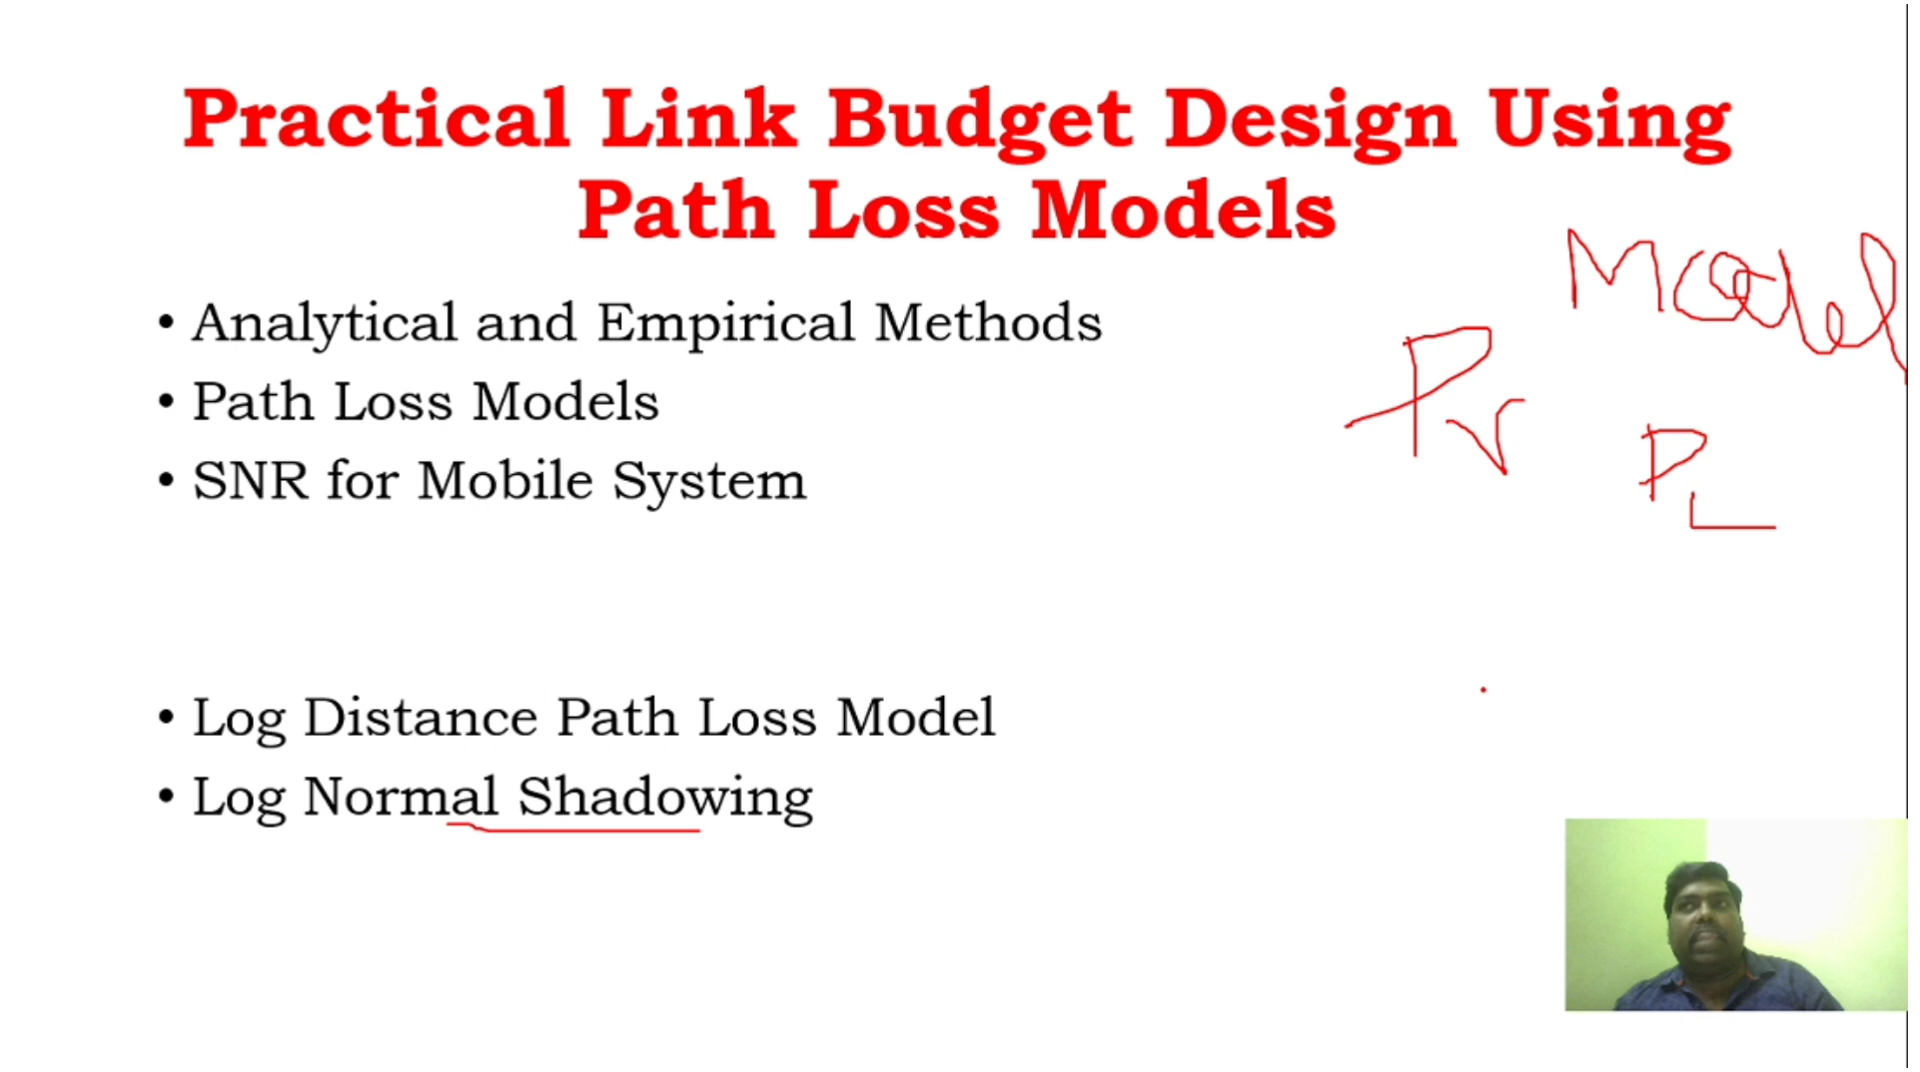 Practical Link Budget Design Using
Path Loss Models
• Analytical and Empirical Methods
• Path Loss Models
• SNR for Mobile System
• Log Distance Path Loss Model
• Log Normal Shadowing
Model
Pr
PL